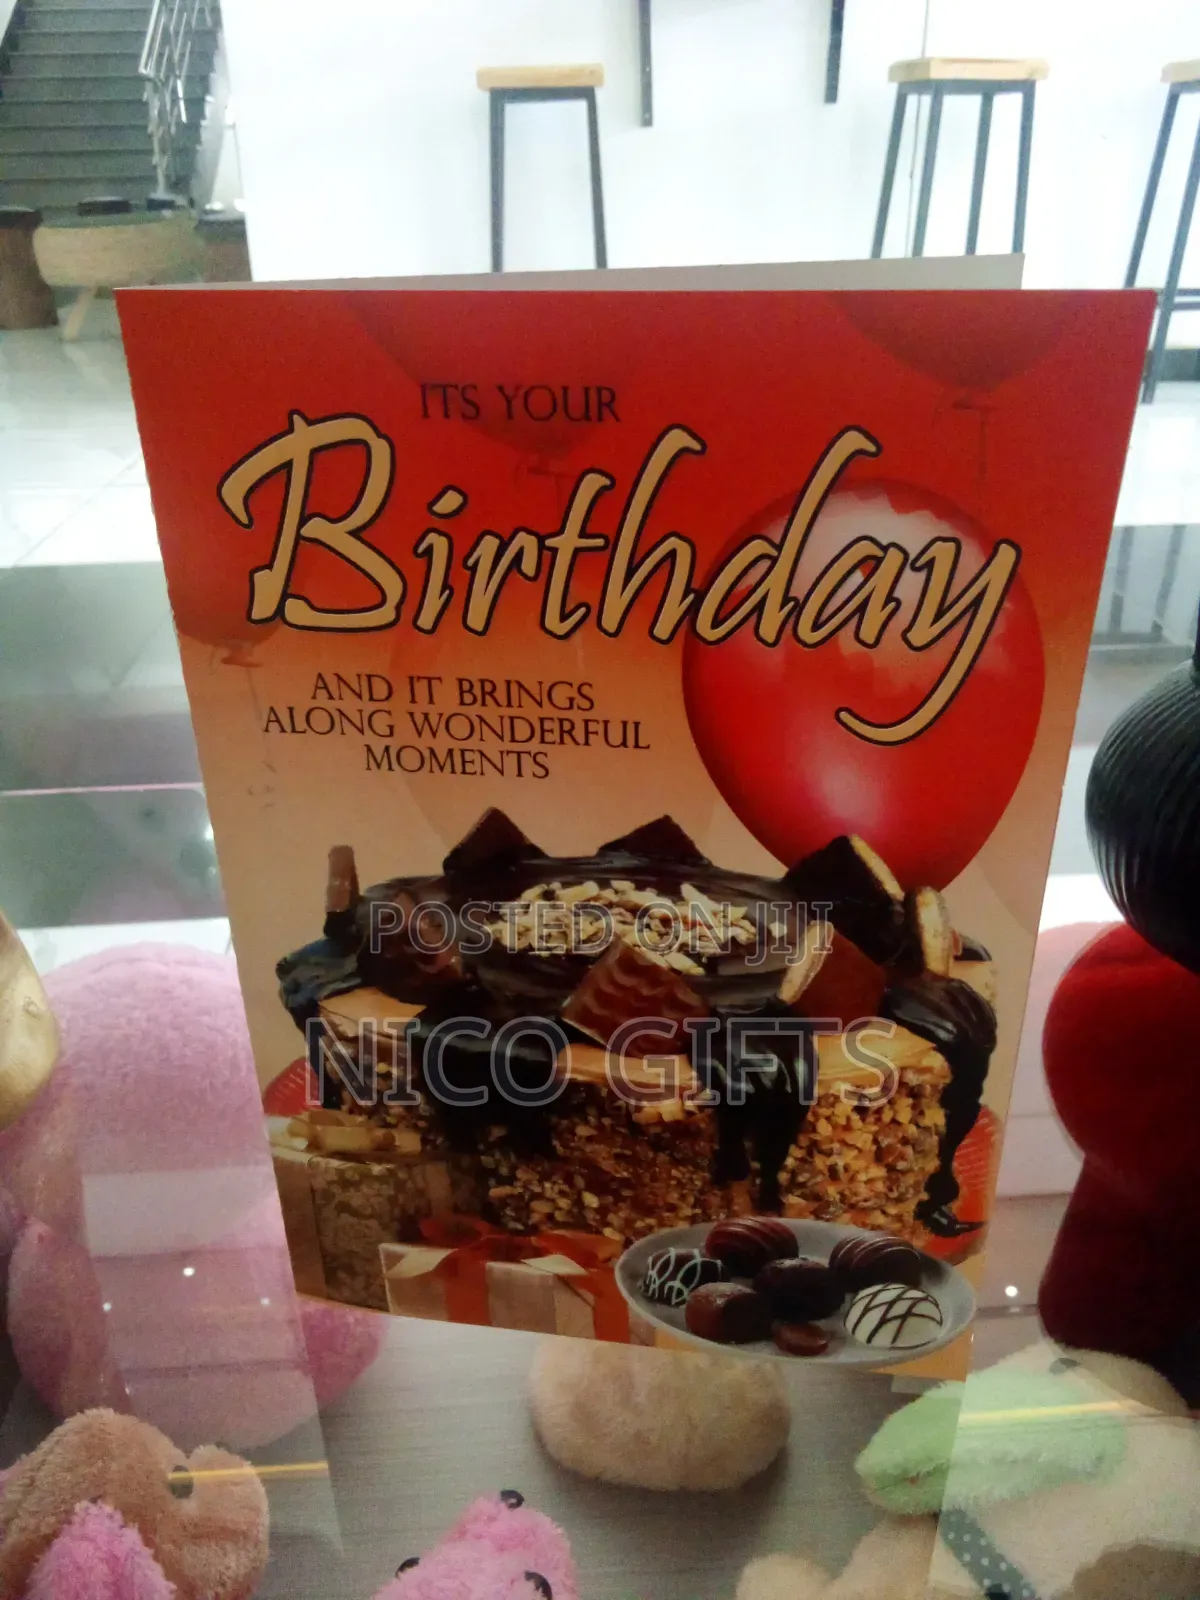 ITS YOUR
Birthday
AND IT BRINGS
ALONG WONDERFUL
MOMENTS
POSTED ON JIJI
NICO GIFTS